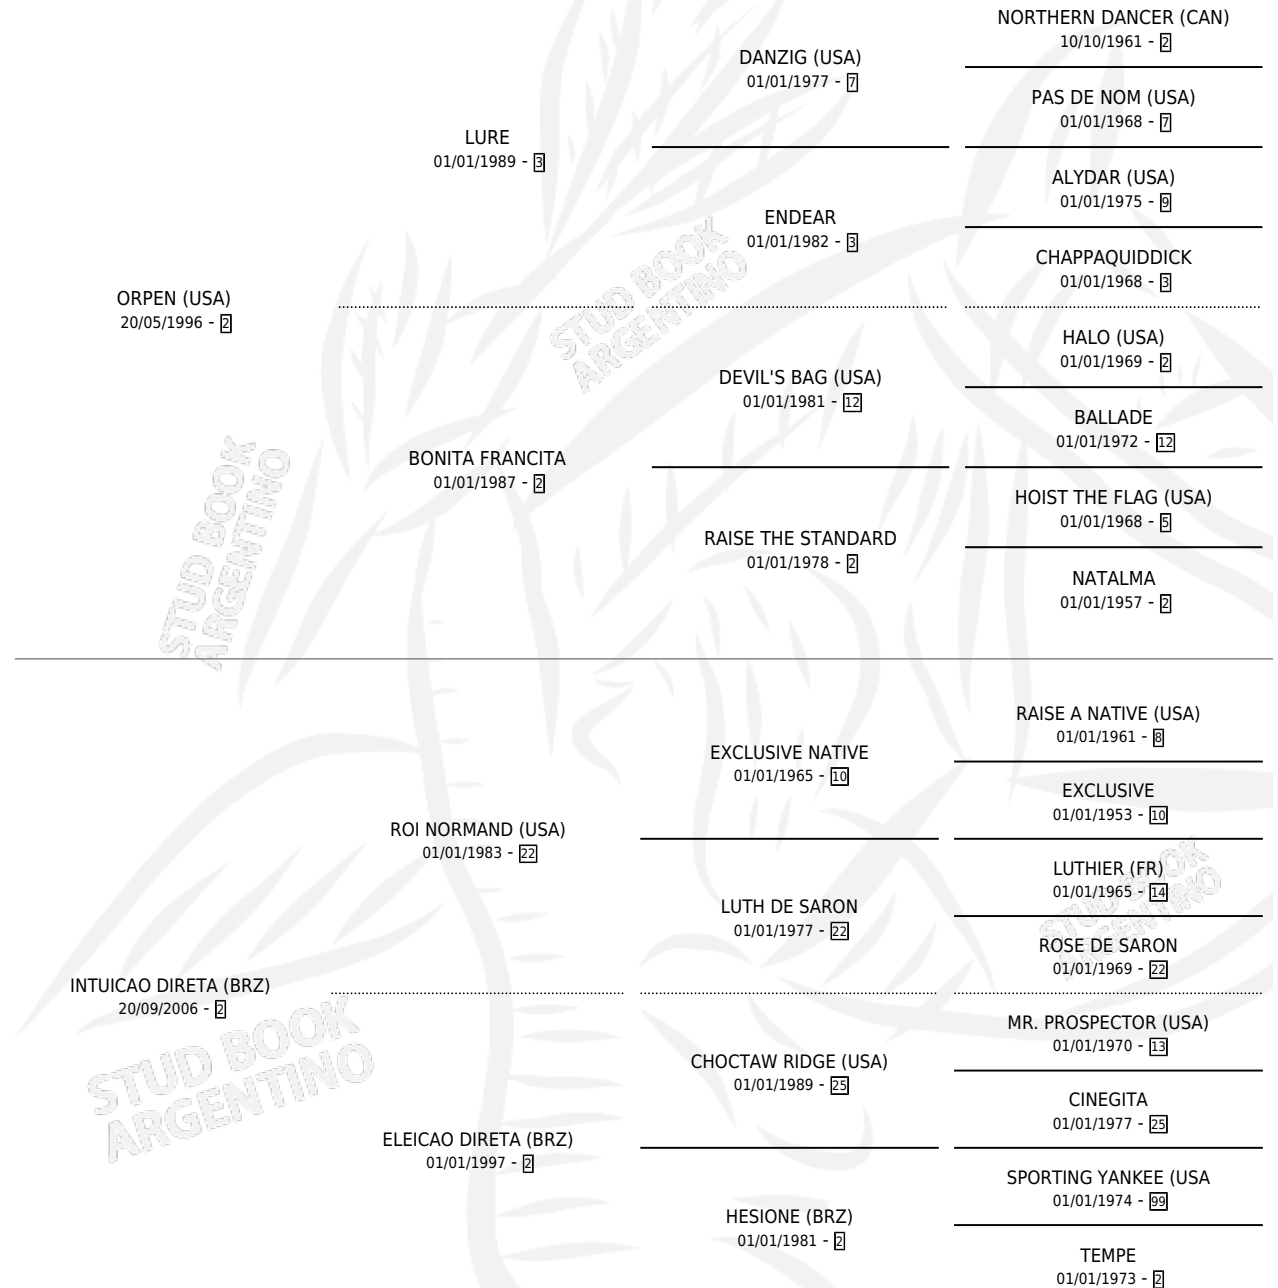 NORTHERN DANCER (CAN)
10/10/1961 - 2
DANZIG (USA)
01/01/1977 - 7
PAS DE NOM (USA)
01/01/1968 - 7
LURE
01/01/1989 - 3
ALYDAR (USA)
01/01/1975 - 9
ENDEAR
01/01/1982 - 3
CHAPPAQUIDDICK
01/01/1968 - 3
ORPEN (USA)
20/05/1996 - 2
STUD BOOK
ARGENTINO
HALO (USA)
01/01/1969 - 2
DEVIL'S BAG (USA)
01/01/1981 - 12
BALLADE
01/01/1972 - 12
BONITA FRANCITA
01/01/1987 - 2
HOIST THE FLAG (USA)
01/01/1968 - 5
RAISE THE STANDARD
01/01/1978 - 2
NATALMA
01/01/1957 - 2
STUD BOOK
ARGENTINO
RAISE A NATIVE (USA)
01/01/1961 - 8
EXCLUSIVE NATIVE
01/01/1965 - 10
EXCLUSIVE
01/01/1953 - 10
ROI NORMAND (USA)
01/01/1983 - 22
LUTHIER (FR)
01/01/1965 - 14
LUTH DE SARON
01/01/1977 - 22
ROSE DE SARON
01/01/1969 - 22
STUD BOOK
ARGENTINO
INTUICAO DIRETA (BRZ)
20/09/2006 - 2
MR. PROSPECTOR (USA)
01/01/1970 - 13
CHOCTAW RIDGE (USA)
01/01/1989 - 25
CINEGITA
01/01/1977 - 25
STUD BOOK
ARGENTINO
ELEICAO DIRETA (BRZ)
01/01/1997 - 2
SPORTING YANKEE (USA
01/01/1974 - 99
HESIONE (BRZ)
01/01/1981 - 2
TEMPE
01/01/1973 - 2